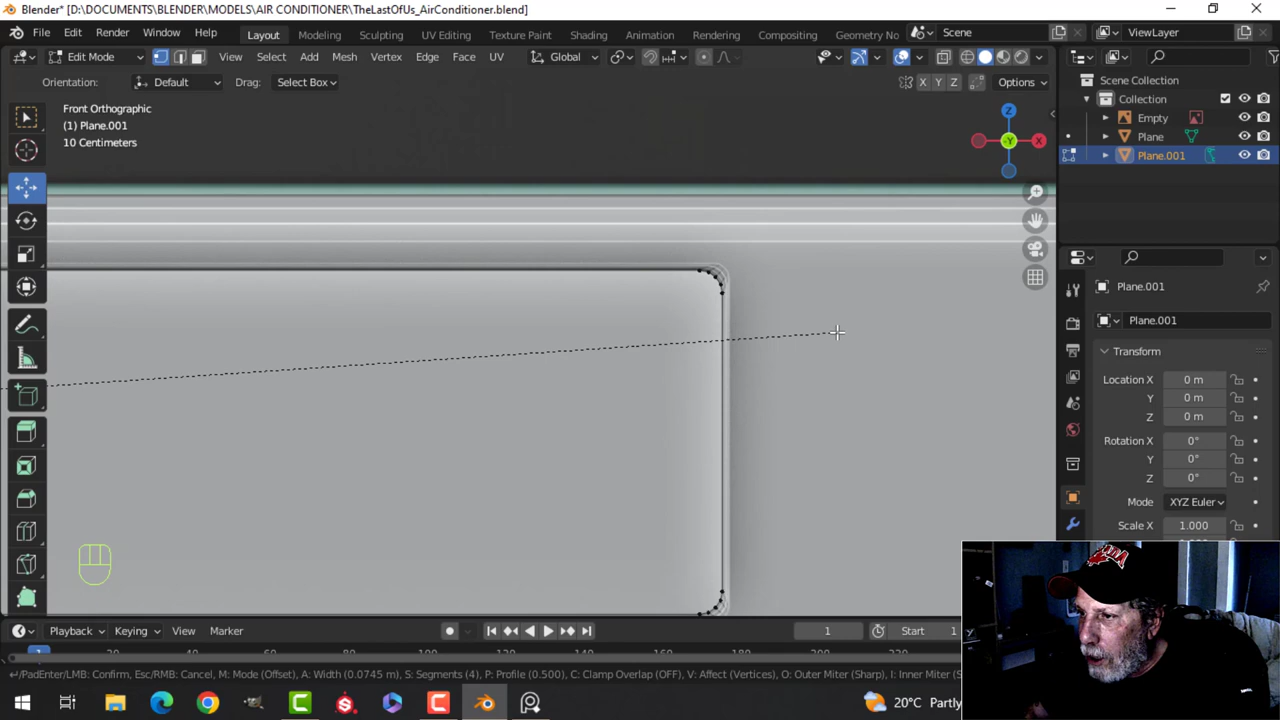 Blender* [D:\DOCUMENTS\BLENDER\MODELS\AIR CONDITIONER\TheLastOfUs_AirConditioner.blend]
File Edit Render Window Help Layout Modeling Sculpting UV Editing Texture Paint Shading Animation Rendering Compositing Geometry No Scene ViewLayer
Edit Mode View Select Add Mesh Vertex Edge Face UV Global
Orientation: Default Drag: Select Box X Y Z Options
Scene Collection
Collection
Empty
Plane
Plane.001
Front Orthographic
(1) Plane.001
10 Centimeters
Z
Y
X
Plane.001
Plane.001
Transform
Location X 0 m
Y 0 m
Z 0 m
Rotation X 0°
Y 0°
Z 0°
Mode XYZ Euler
Scale X 1.000
Playback Keying View Marker 1 Start 1
↵/PadEnter/LMB: Confirm, Esc/RMB: Cancel, M: Mode (Offset), A: Width (0.0745 m), S: Segments (4), P: Profile (0.500), C: Clamp Overlap (OFF), V: Affect (Vertices), O: Outer Miter (Sharp), I: Inner Miter (Sharp)
20°C Partly